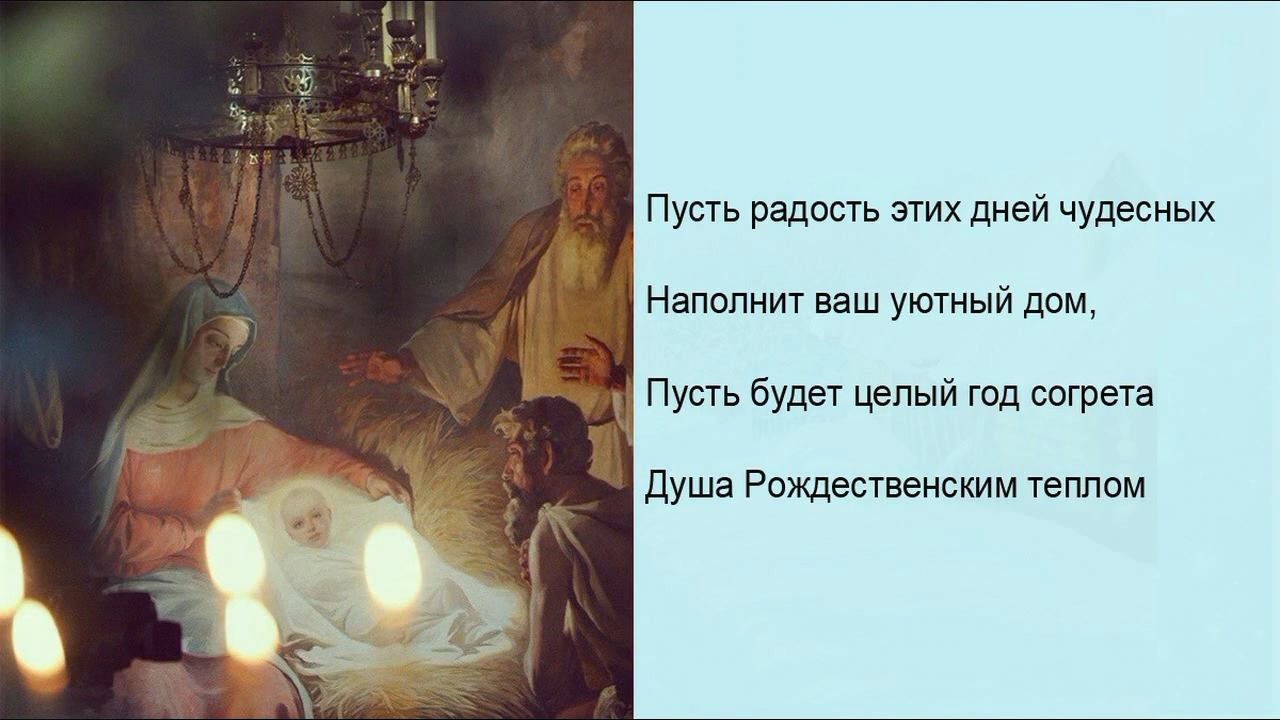 Пусть радость этих дней чудесных
Наполнит ваш уютный дом,
Пусть будет целый год согрета
Душа Рождественским теплом